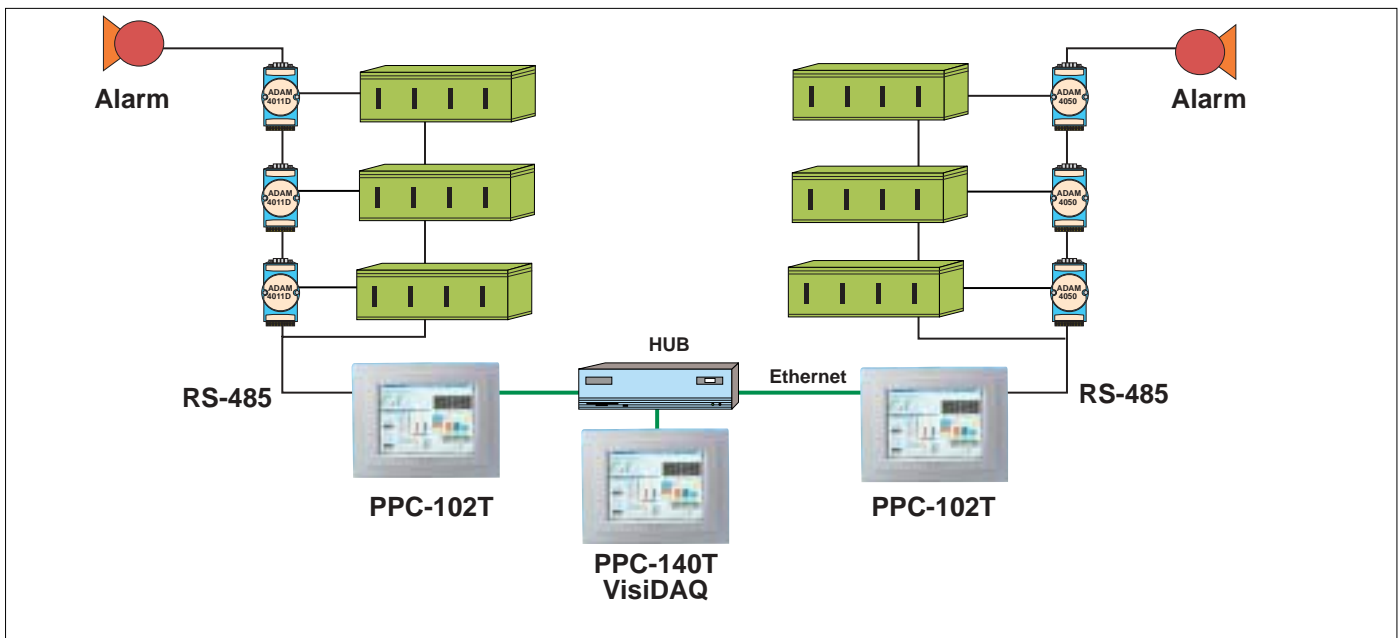 Alarm
ADAM
4011D
ADAM
4011D
ADAM
4011D
RS-485
PPC-102T
HUB
Ethernet
PPC-140T
VisiDAQ
Alarm
ADAM
4050
ADAM
4050
ADAM
4050
RS-485
PPC-102T